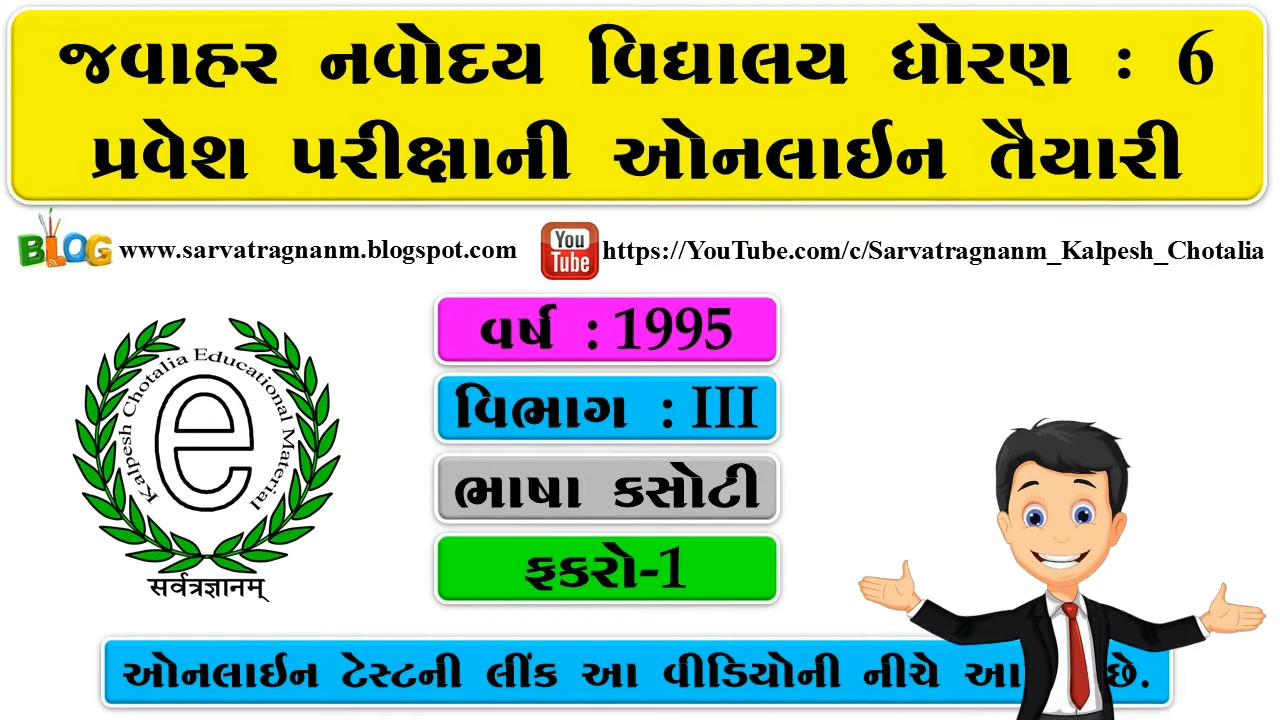 જવાહર નવોદય વિદ્યાલય ધોરણ : 6
પ્રવેશ પરીક્ષાની ઓનલાઈન તૈયારી
BLOG www.sarvatragnanm.blogspot.com You Tube https://YouTube.com/c/Sarvatragnanm_Kalpesh_Chotalia
Kalpesh Chotalia Educational Material
e
सर्वत्रज्ञानम्
વર્ષ : 1995
વિભાગ : III
ભાષા કસોટી
ફકરો-1
ઓનલાઈન ટેસ્ટની લીંક આ વીડિયોની નીચે છે.